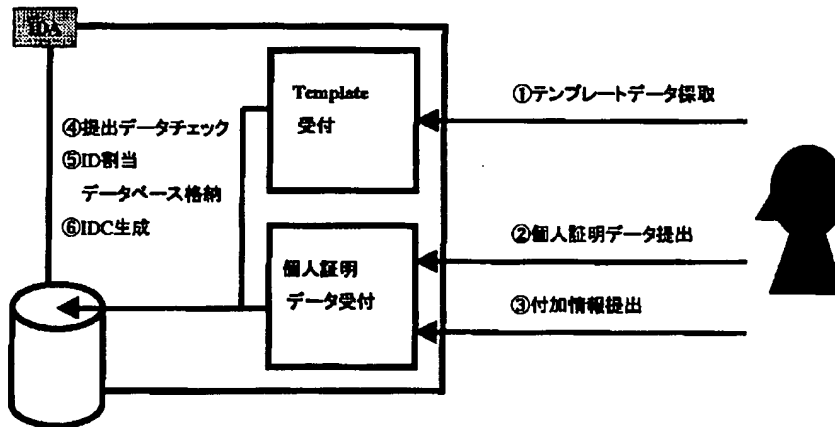 IDA
Template
受付
①テンプレートデータ採取
④提出データチェック
⑤ID割当
データベース格納
⑥IDC生成
個人証明
データ受付
②個人証明データ提出
③付加情報提出